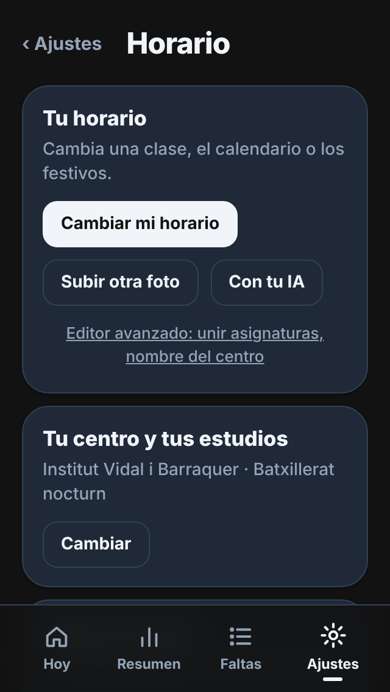 ‹ Ajustes Horario
Tu horario
Cambia una clase, el calendario o los
festivos.
Cambiar mi horario
Subir otra foto
Con tu IA
Editor avanzado: unir asignaturas,
nombre del centro
Tu centro y tus estudios
Institut Vidal i Barraquer · Batxillerat
nocturn
Cambiar
Hoy
Resumen
Faltas
Ajustes